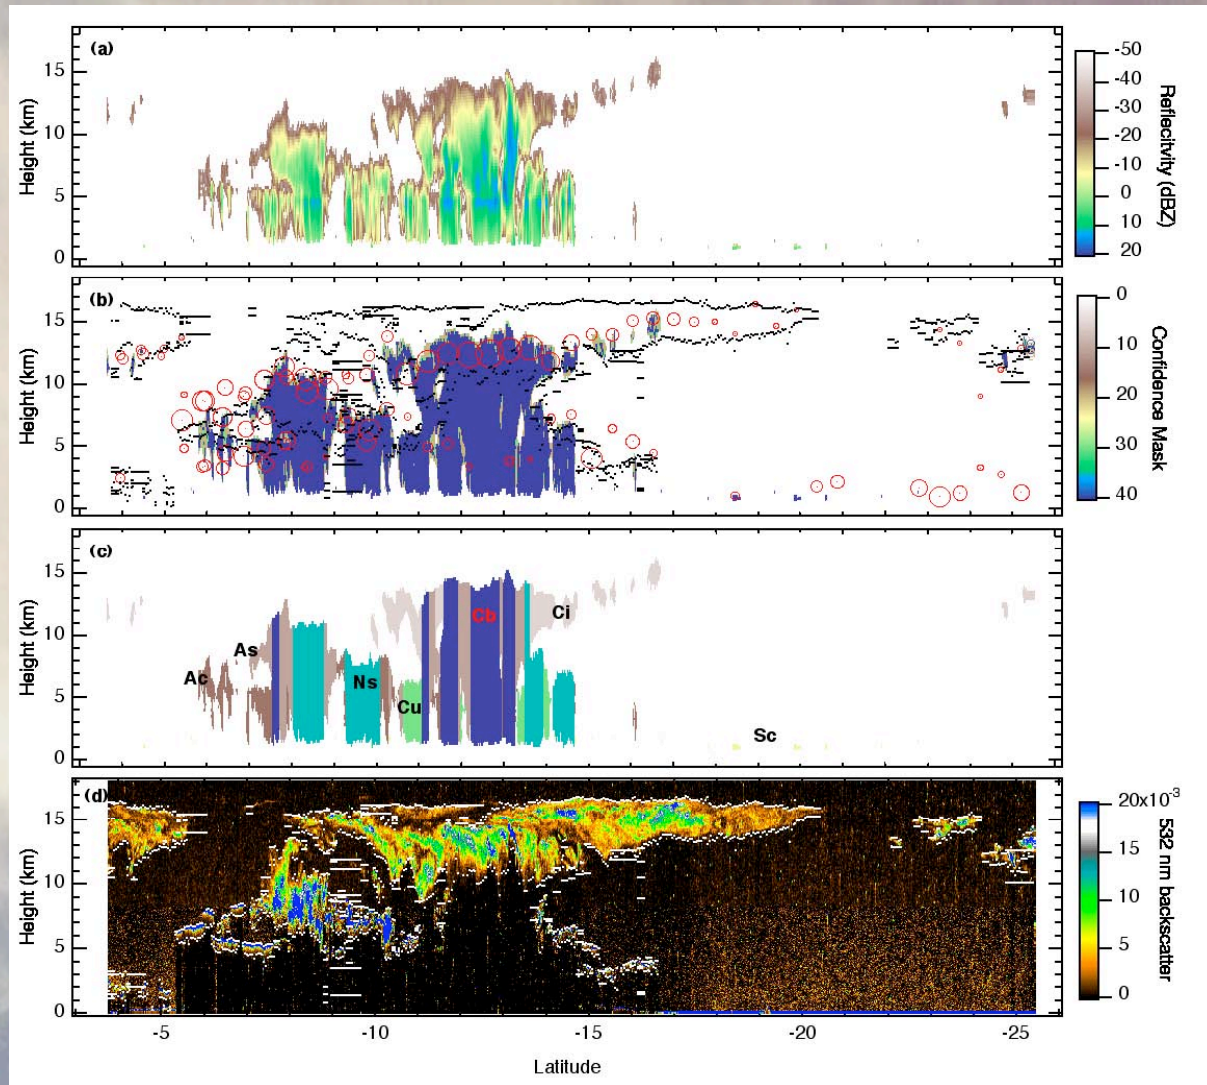 (a)
15
10
5
0
Height (km)
-50
-40
-30
-20
-10
0
10
20
Reflecitvity (dBZ)
(b)
15
10
5
0
Height (km)
0
10
20
30
40
Confidence Mask
(c)
15
10
5
0
Height (km)
Ac
As
Ns
Cu
Cb
Ci
Sc
(d)
15
10
5
0
Height (km)
20x10-3
15
10
5
0
532 nm backscatter
-5
-10
-15
-20
-25
Latitude